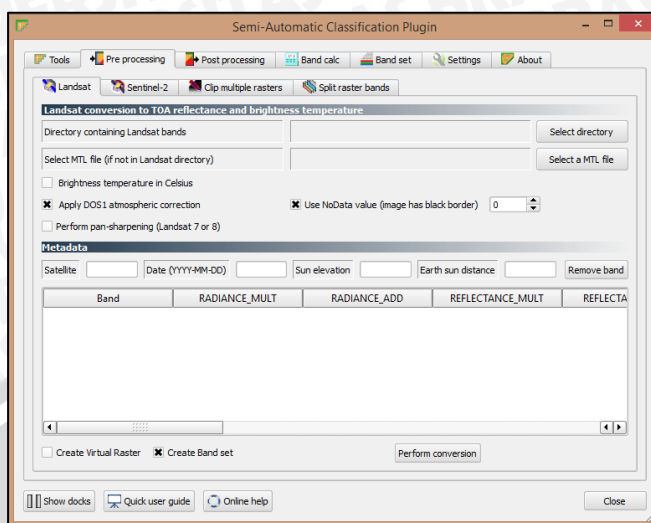 Semi-Automatic Classification Plugin
Tools Pre processing Post processing Band calc Band set Settings About
Landsat Sentinel-2 Clip multiple rasters Split raster bands
Landsat conversion to TOA reflectance and brightness temperature
Directory containing Landsat bands Select directory
Select MTL file (if not in Landsat directory) Select a MTL file
Brightness temperature in Celsius
Apply DOS1 atmospheric correction Use NoData value (image has black border) 0
Perform pan-sharpening (Landsat 7 or 8)
Metadata
Satellite Date (YYYY-MM-DD) Sun elevation Earth sun distance Remove band
Band RADIANCE_MULT RADIANCE_ADD REFLECTANCE_MULT REFLECTA
Create Virtual Raster Create Band set Perform conversion
Show docks Quick user guide Online help Close